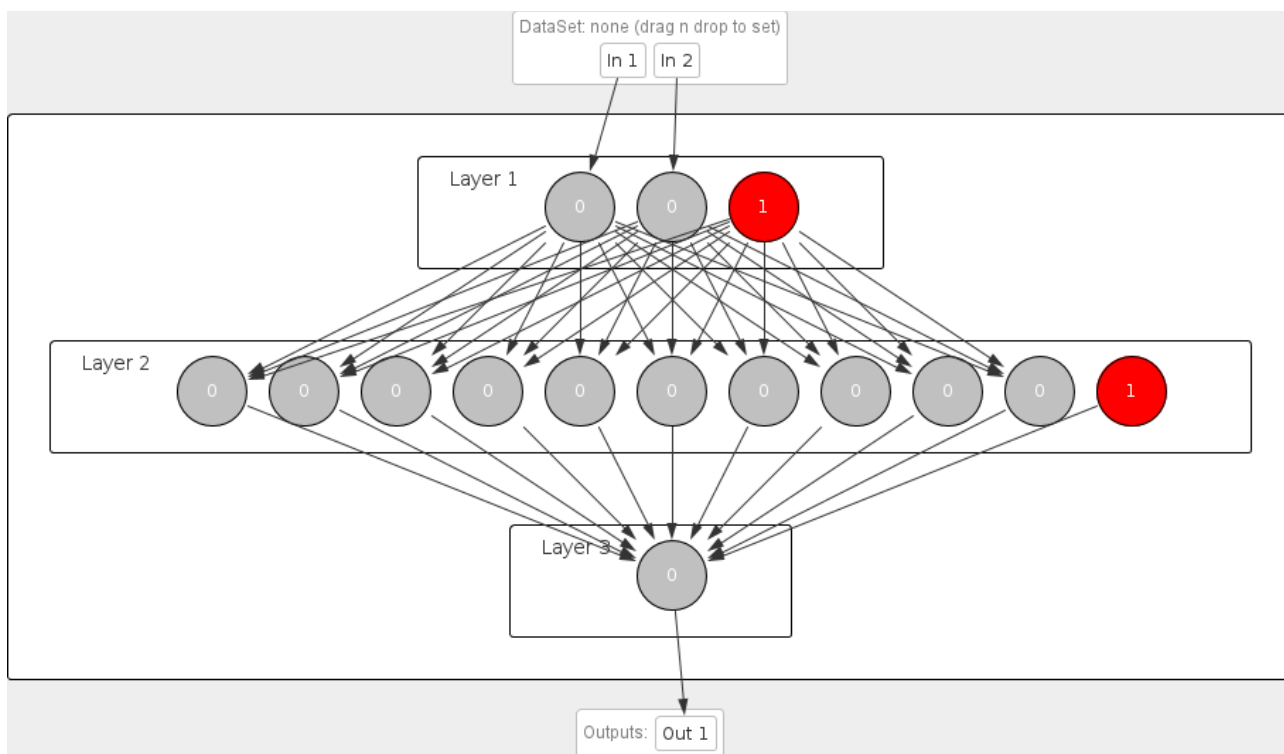 DataSet: none (drag n drop to set)
In 1 In 2
Layer 1
0 0 1
Layer 2
0 0 0 0 0 0 0 0 0 0 1
Layer 3
0
Outputs: Out 1